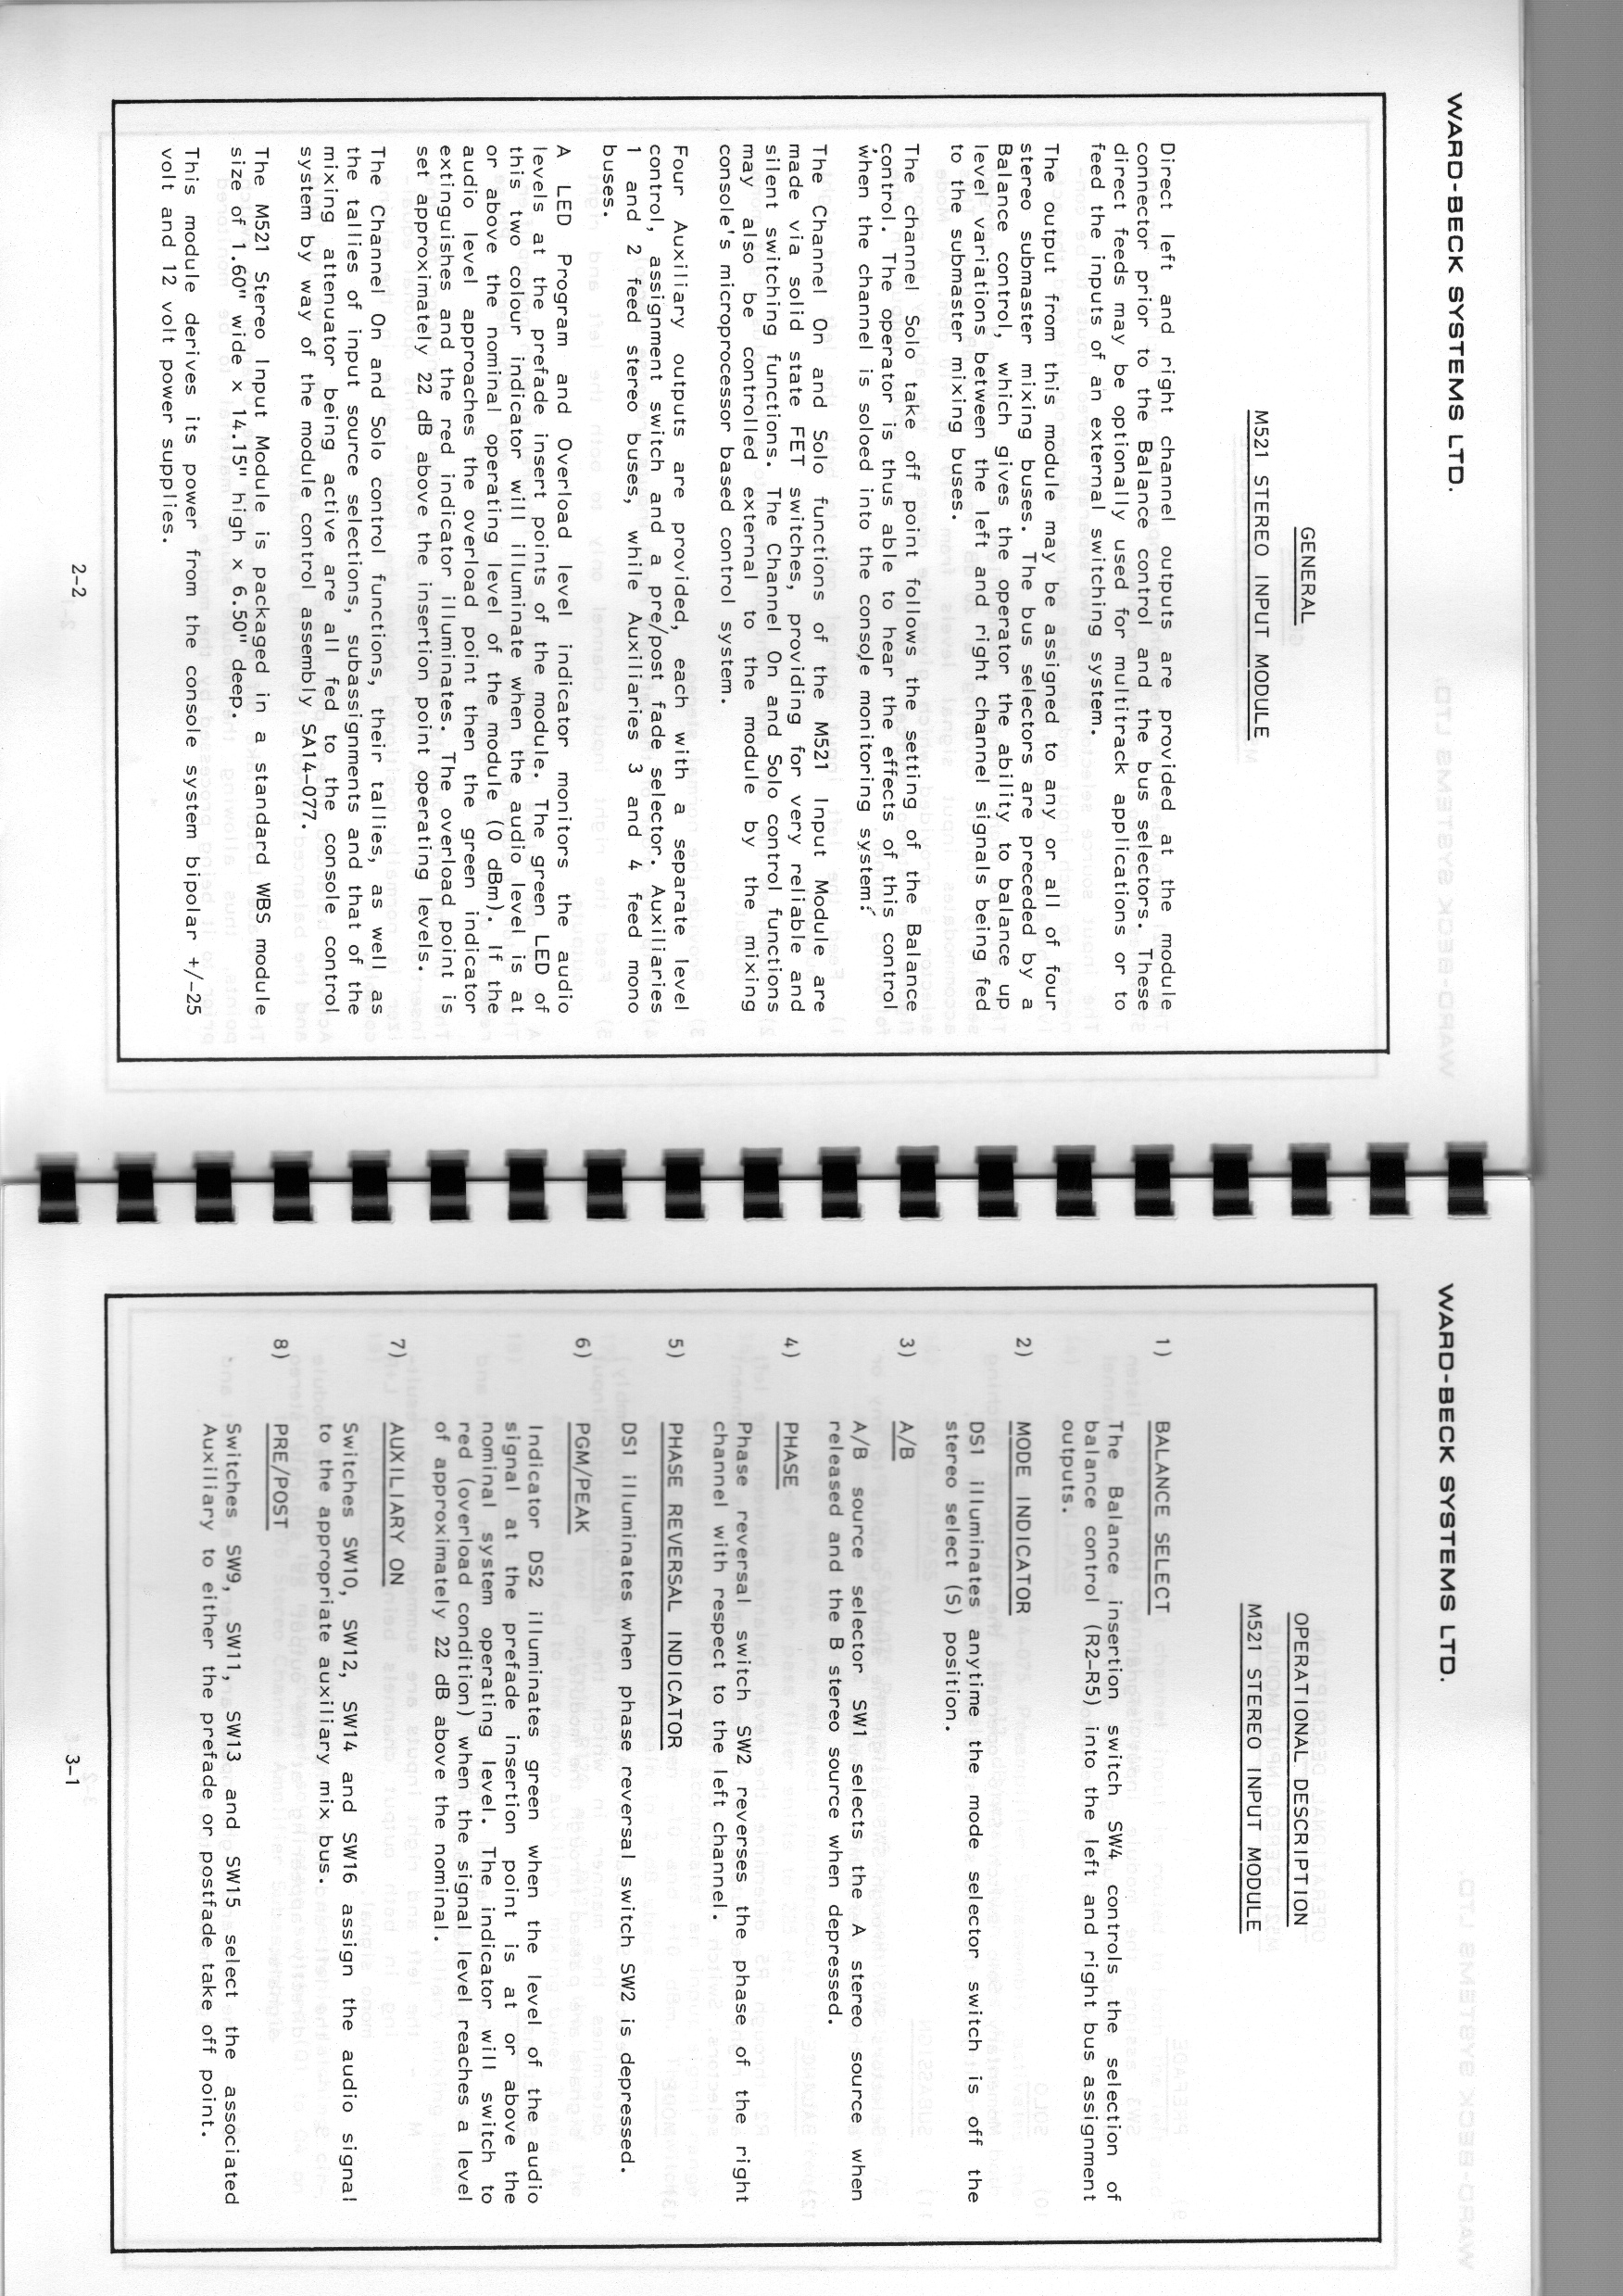 WARD-BECK SYSTEMS LTD.
GENERAL
M521 STEREO INPUT MODULE
Direct left and right channel outputs are provided at the module
connector prior to the Balance control and the bus selectors. These
direct feeds may be optionally used for multitrack applications or to
feed the inputs of an external switching system.
The output from this module may be assigned to any or all of four
stereo submaster mixing buses. The bus selectors are preceded by a
Balance control, which gives the operator the ability to balance up
level variations between the left and right channel signals being fed
to the submaster mixing buses.
The channel Solo take off point follows the setting of the Balance
control. The operator is thus able to hear the effects of this control
when the channel is soloed into the console monitoring system.
The Channel On and Solo functions of the M521 Input Module are
made via solid state FET switches, providing for very reliable and
silent switching functions. The Channel On and Solo control functions
may also be controlled external to the module by the mixing
console's microprocessor based control system.
Four Auxiliary outputs are provided, each with a separate level
control, assignment switch and a pre/post fade selector. Auxiliaries
1 and 2 feed stereo buses, while Auxiliaries 3 and 4 feed mono
buses.
A LED Program and Overload level indicator monitors the audio
levels at the prefade insert points of the module. The green LED of
this two colour indicator will illuminate when the audio level is at
or above the nominal operating level of the module (0 dBm). If the
audio level approaches the overload point then the green indicator
extinguishes and the red indicator illuminates. The overload point is
set approximately 22 dB above the insertion point operating levels.
The Channel On and Solo control functions, their tallies, as well as
the tallies of input source selections, subassignments and that of the
mixing attenuator being active are all fed to the console control
system by way of the module control assembly SA14-077.
The M521 Stereo Input Module is packaged in a standard WBS module
size of 1.60" wide x 14.15" high x 6.50" deep.
This module derives its power from the console system bipolar +/-25
volt and 12 volt power supplies.
2-2
WARD-BECK SYSTEMS LTD.
OPERATIONAL DESCRIPTION
M521 STEREO INPUT MODULE
1) BALANCE SELECT
The Balance insertion switch SW4 controls the selection of
balance control (R2-R5) into the left and right bus assignment
outputs.
2) MODE INDICATOR
DS1 illuminates anytime the mode selector switch is off the
stereo select (S) position.
3) A/B
A/B source selector SW1 selects the A stereo source when
released and the B stereo source when depressed.
4) PHASE
Phase reversal switch SW2 reverses the phase of the right
channel with respect to the left channel.
5) PHASE REVERSAL INDICATOR
DS1 illuminates when phase reversal switch SW2 is depressed.
6) PGM/PEAK
Indicator DS2 illuminates green when the level of the audio
signal at the prefade insertion point is at or above the
nominal system operating level. The indicator will switch to
red (overload condition) when the signal level reaches a level
of approximately 22 dB above the nominal.
7) AUXILIARY ON
Switches SW10, SW12, SW14 and SW16 assign the audio signal
to the appropriate auxiliary mix bus.
8) PRE/POST
Switches SW9, SW11, SW13 and SW15 select the associated
Auxiliary to either the prefade or postfade take off point.
3-1